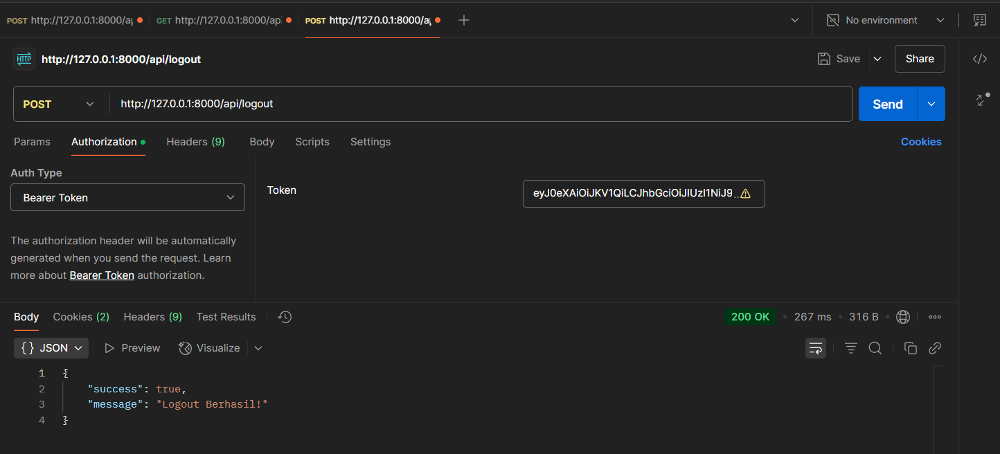 POST http://127.0.0.1:8000/a GET http://127.0.0.1:8000/ap POST http://127.0.0.1:8000/a No environment
HTTP http://127.0.0.1:8000/api/logout Save Share
POST http://127.0.0.1:8000/api/logout Send
Params Authorization Headers (9) Body Scripts Settings Cookies
Auth Type
Bearer Token
Token eyJ0eXAiOiJKV1QiLCJhbGciOiJIUzI1NiJ9...
The authorization header will be automatically
generated when you send the request. Learn
more about Bearer Token authorization.
Body Cookies (2) Headers (9) Test Results 200 OK • 267 ms • 316 B •
{} JSON Preview Visualize
1 {
2 "success": true,
3 "message": "Logout Berhasil!"
4 }